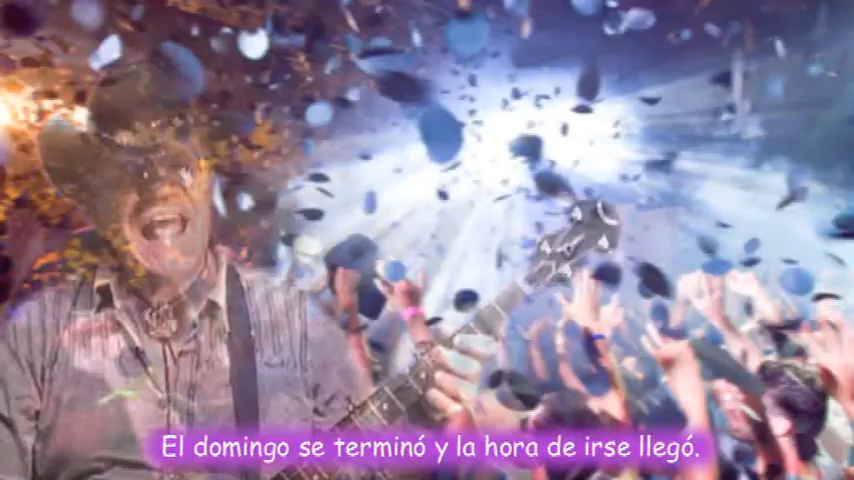 El domingo se terminó y la hora de irse llegó.